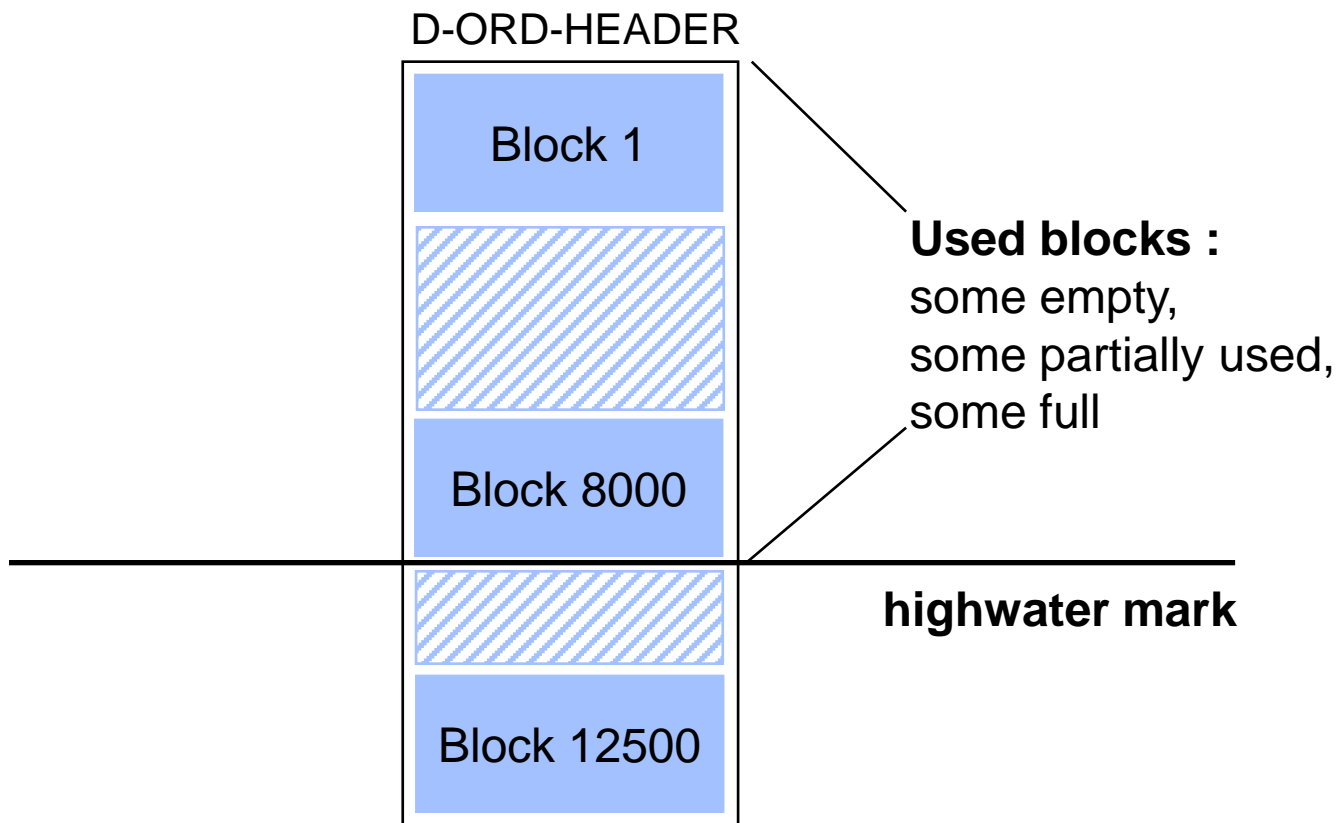 D-ORD-HEADER
Block 1
Used blocks :
some empty,
some partially used,
some full
Block 8000
highwater mark
Block 12500